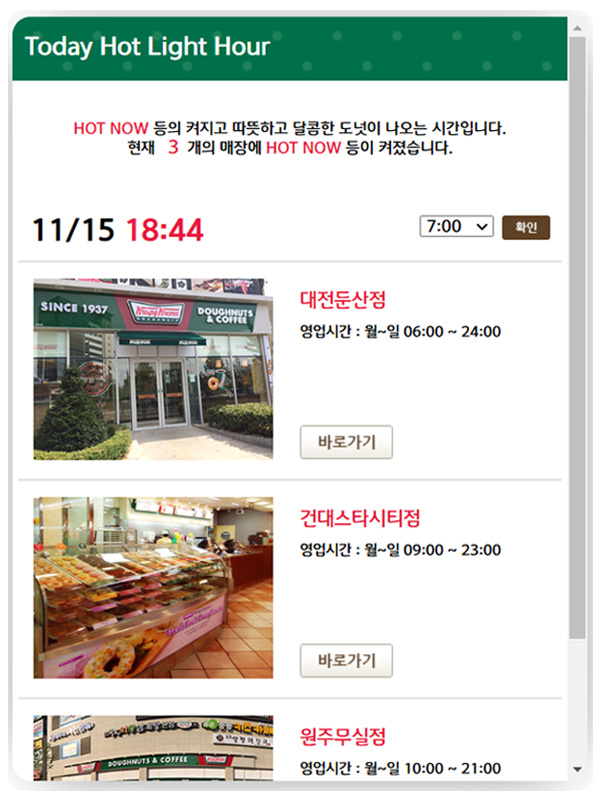 Today Hot Light Hour
HOT NOW 등의 켜지고 따뜻하고 달콤한 도넛이 나오는 시간입니다.
현재 3 개의 매장에 HOT NOW 등이 켜졌습니다.
11/15 18:44
7:00
확인
SINCE 1937
Krispy Kreme
DOUGHNUTS
DOUGHNUTS
& COFFEE
대전둔산점
영업시간 : 월~일 06:00 ~ 24:00
바로가기
건대스타시티점
영업시간 : 월~일 09:00 ~ 23:00
바로가기
DOUGHNUTS & COFFEE
원주무실점
영업시간 : 월~일 10:00 ~ 21:00